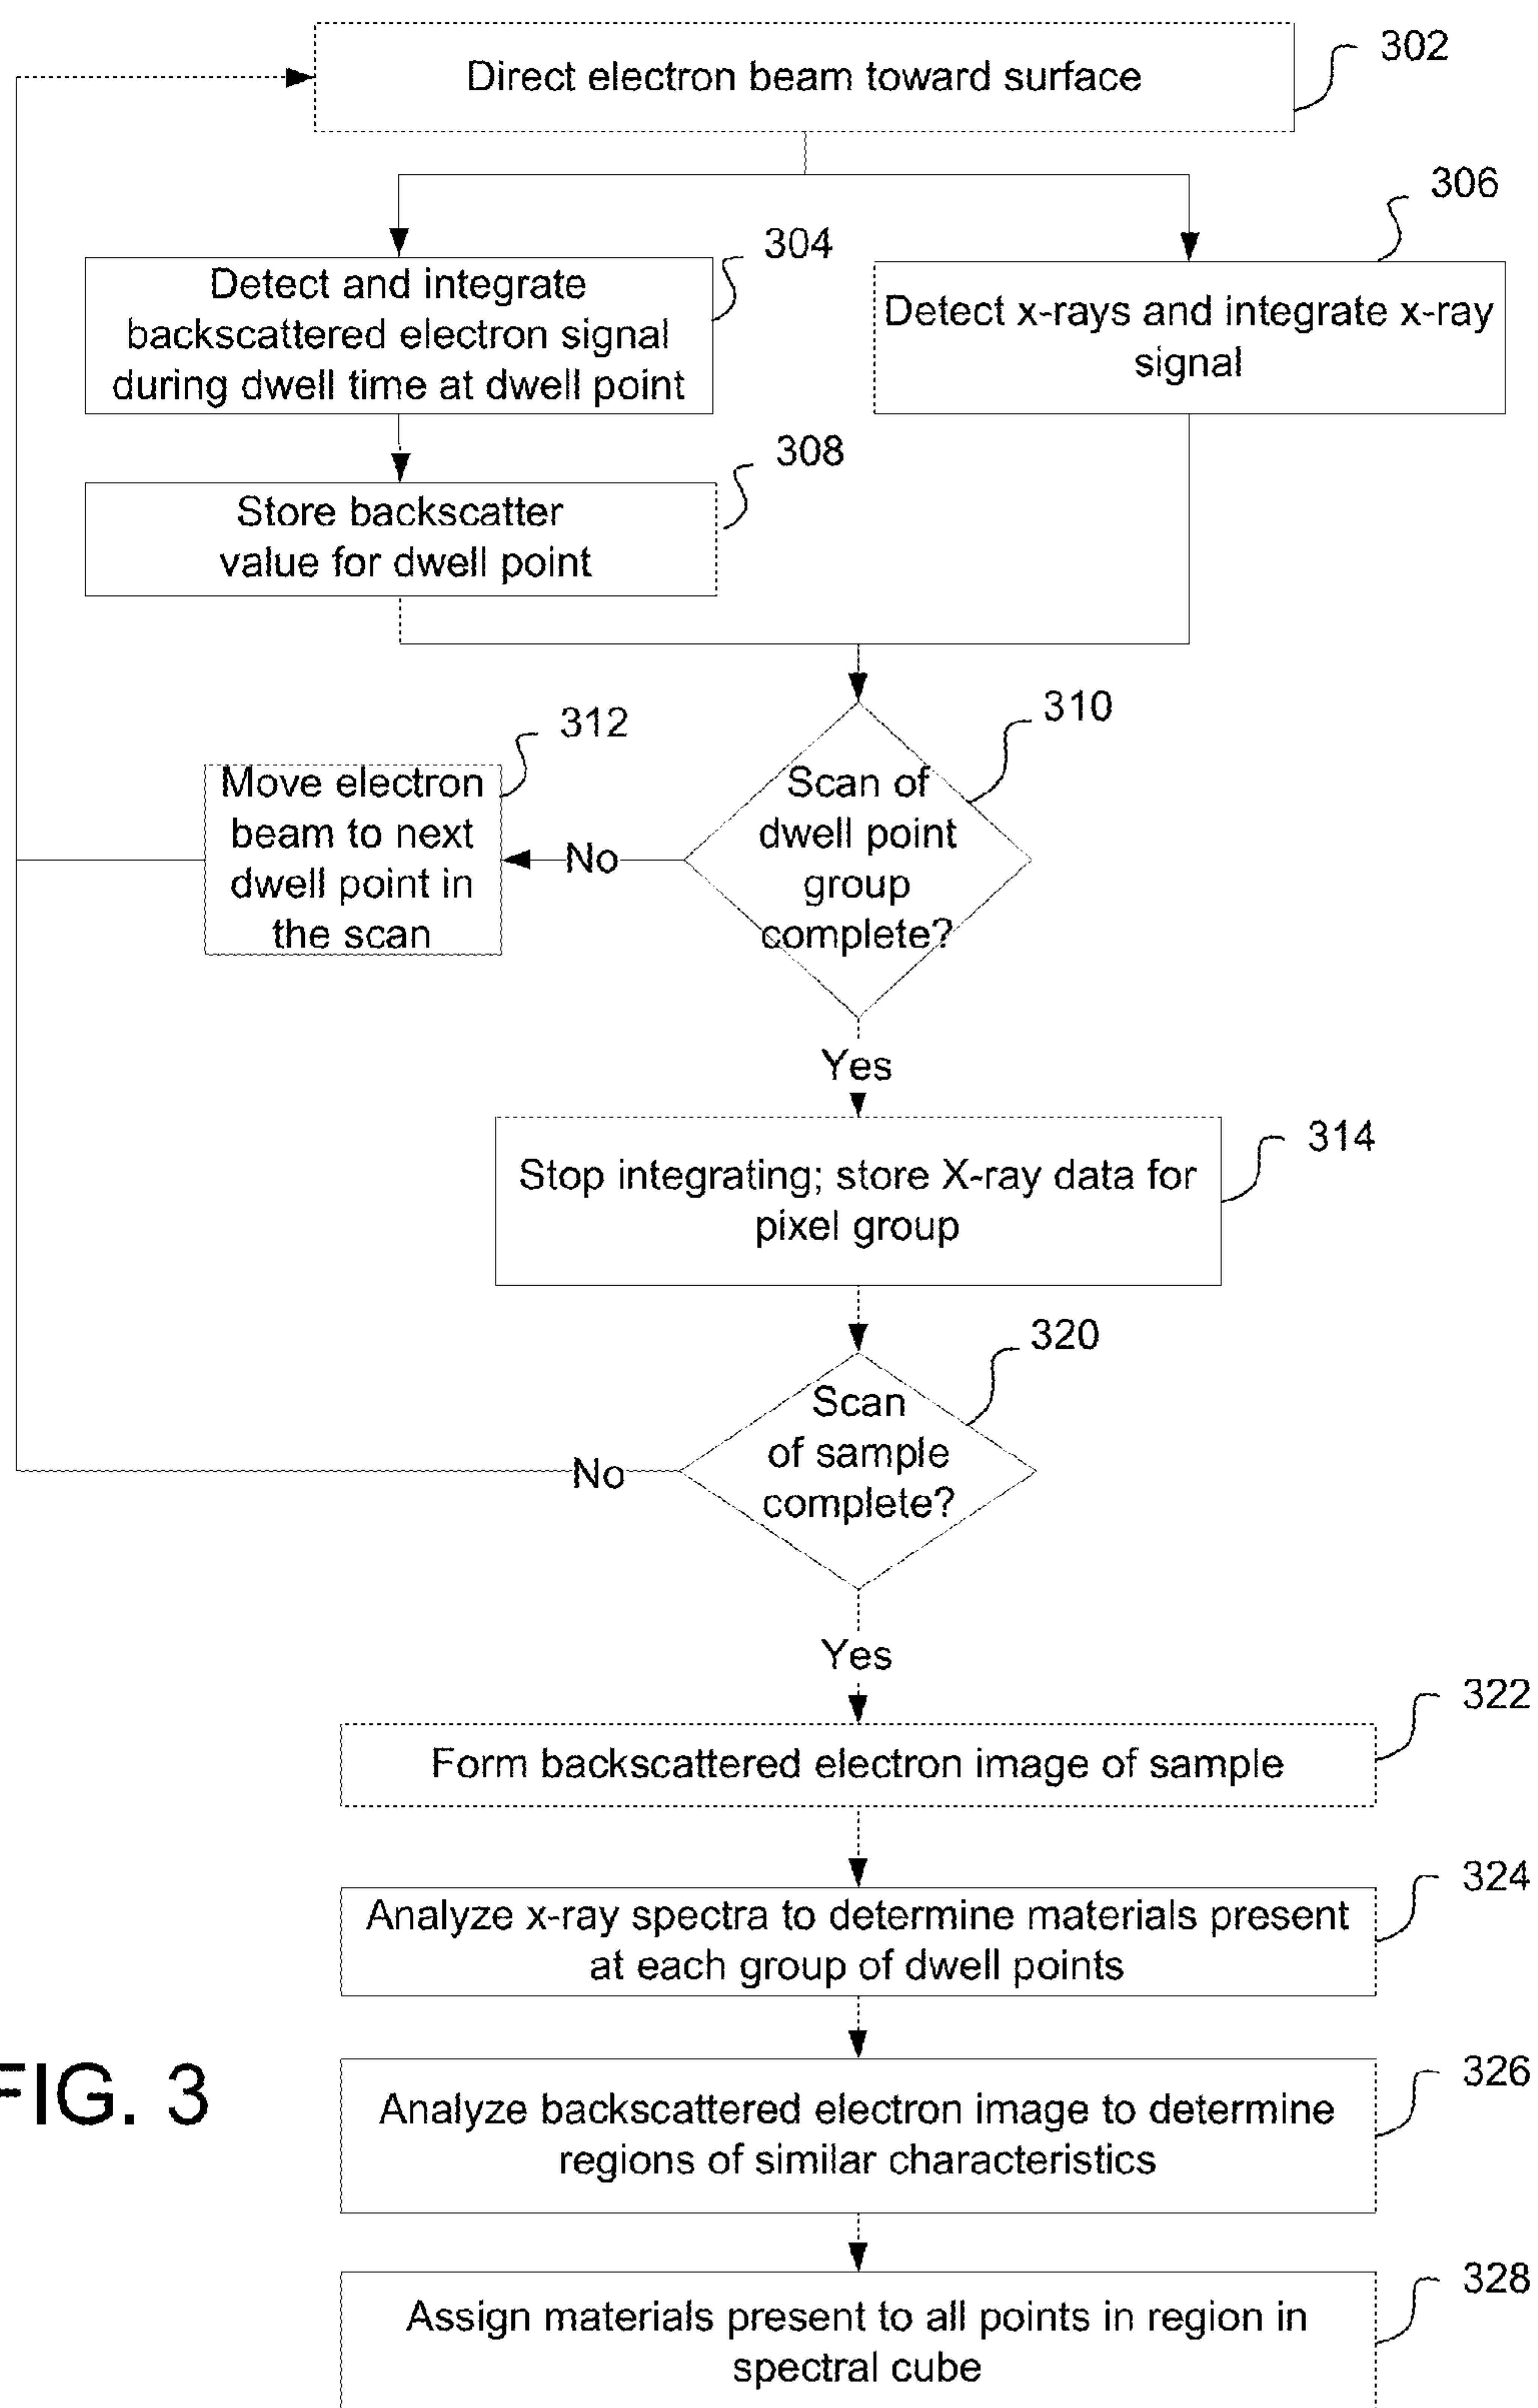 Direct electron beam toward surface
302
306
304
Detect and integrate
backscattered electron signal
during dwell time at dwell point
Detect x-rays and integrate x-ray
signal
308
Store backscatter
value for dwell point
310
312
Move electron
beam to next
dwell point in
the scan
No
Scan of
dwell point
group
complete?
Yes
314
Stop integrating; store X-ray data for
pixel group
320
Scan
of sample
complete?
No
Yes
322
Form backscattered electron image of sample
324
Analyze x-ray spectra to determine materials present
at each group of dwell points
FIG. 3
326
Analyze backscattered electron image to determine
regions of similar characteristics
328
Assign materials present to all points in region in
spectral cube